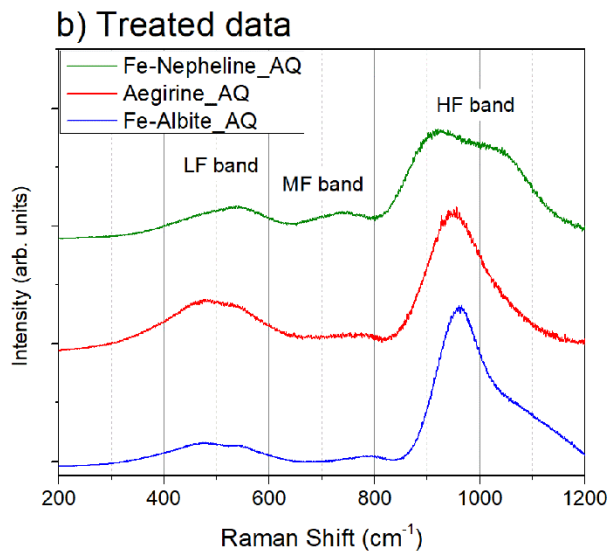 b) Treated data
Fe-Nepheline_AQ
Aegirine_AQ
Fe-Albite_AQ
HF band
LF band
MF band
Intensity (arb. units)
200 400 600 800 1000 1200
Raman Shift (cm⁻¹)